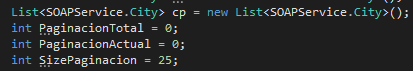 List<SOAPService.City> cp = new List<SOAPService.City>();
int PaginacionTotal = 0;
int PaginacionActual = 0;
int SizePaginacion = 25;